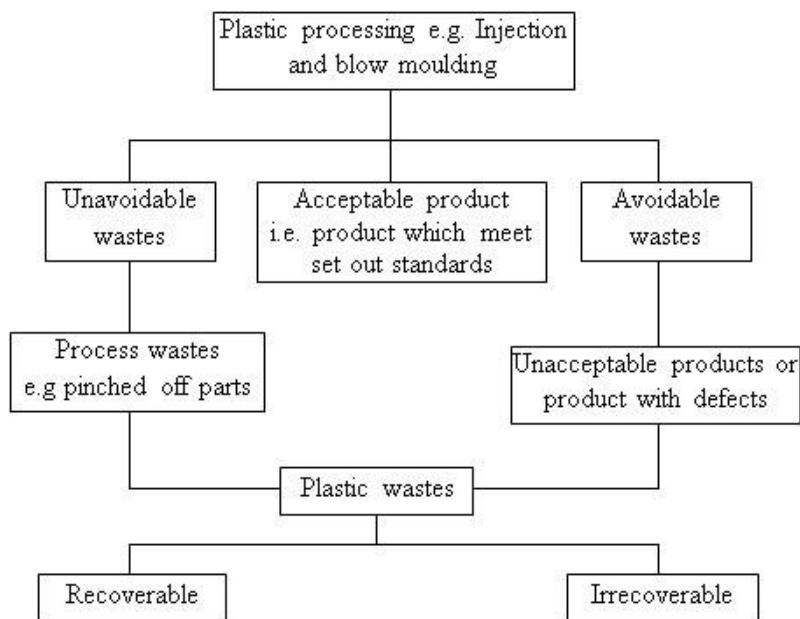 Plastic processing e.g. Injection
and blow moulding
Unavoidable
wastes
Acceptable product
i.e. product which meet
set out standards
Avoidable
wastes
Process wastes
e.g pinched off parts
Unacceptable products or
product with defects
Plastic wastes
Recoverable
Irrecoverable